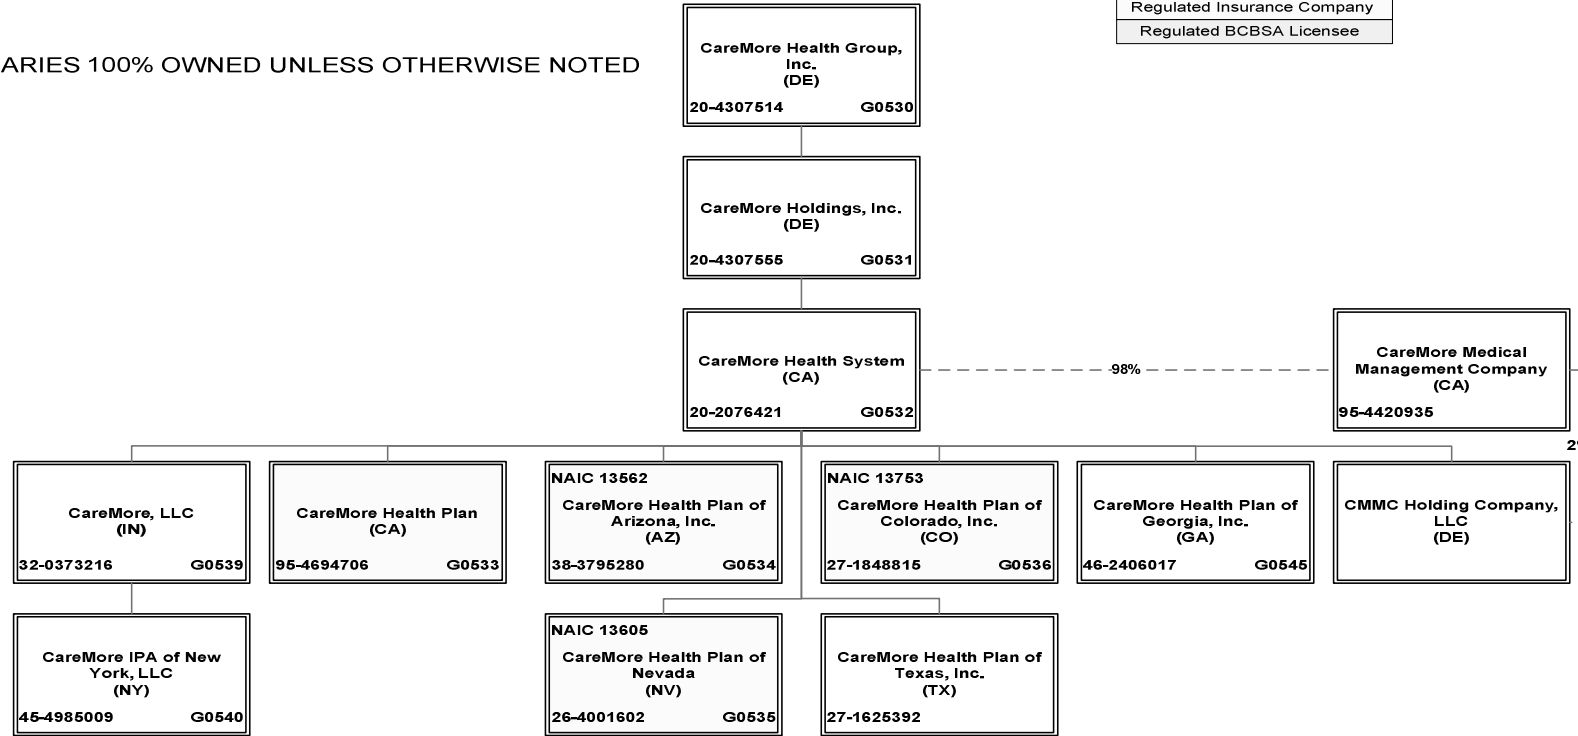 Regulated Insurance Company
Regulated BCBSA Licensee
ARIES 100% OWNED UNLESS OTHERWISE NOTED
CareMore Health Group,
Inc.
(DE)
20-4307514 G0530
CareMore Holdings, Inc.
(DE)
20-4307555 G0531
CareMore Health System
(CA)
20-2076421 G0532
98%
CareMore Medical
Management Company
(CA)
95-4420935
CareMore, LLC
(IN)
32-0373216 G0539
CareMore Health Plan
(CA)
95-4694706 G0533
NAIC 13562
CareMore Health Plan of
Arizona, Inc.
(AZ)
38-3795280 G0534
NAIC 13753
CareMore Health Plan of
Colorado, Inc.
(CO)
27-1848815 G0536
CareMore Health Plan of
Georgia, Inc.
(GA)
46-2406017 G0545
CMMC Holding Company,
LLC
(DE)
CareMore IPA of New
York, LLC
(NY)
45-4985009 G0540
NAIC 13605
CareMore Health Plan of
Nevada
(NV)
26-4001602 G0535
CareMore Health Plan of
Texas, Inc.
(TX)
27-1625392